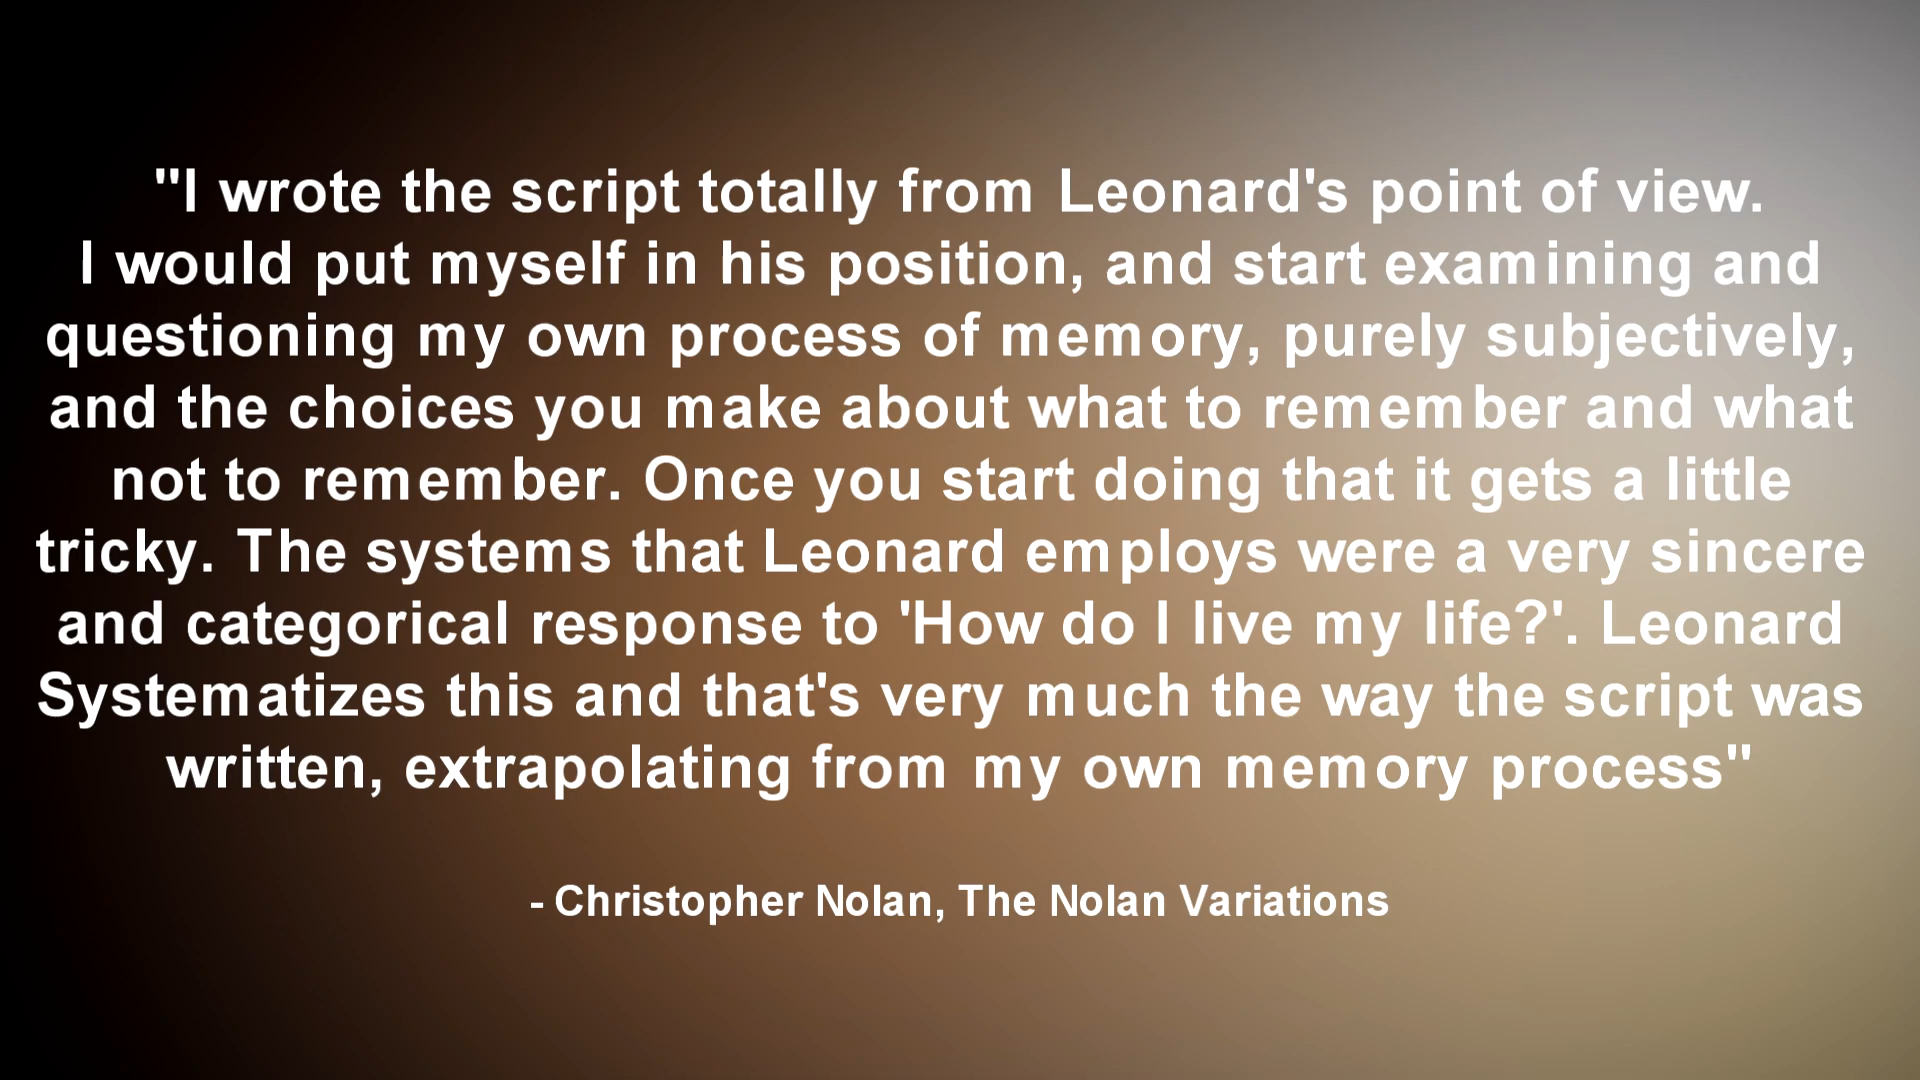 "I wrote the script totally from Leonard's point of view.
I would put myself in his position, and start examining and
questioning my own process of memory, purely subjectively,
and the choices you make about what to remember and what
not to remember. Once you start doing that it gets a little
tricky. The systems that Leonard employs were a very sincere
and categorical response to 'How do I live my life?'. Leonard
Systematizes this and that's very much the way the script was
written, extrapolating from my own memory process"
- Christopher Nolan, The Nolan Variations